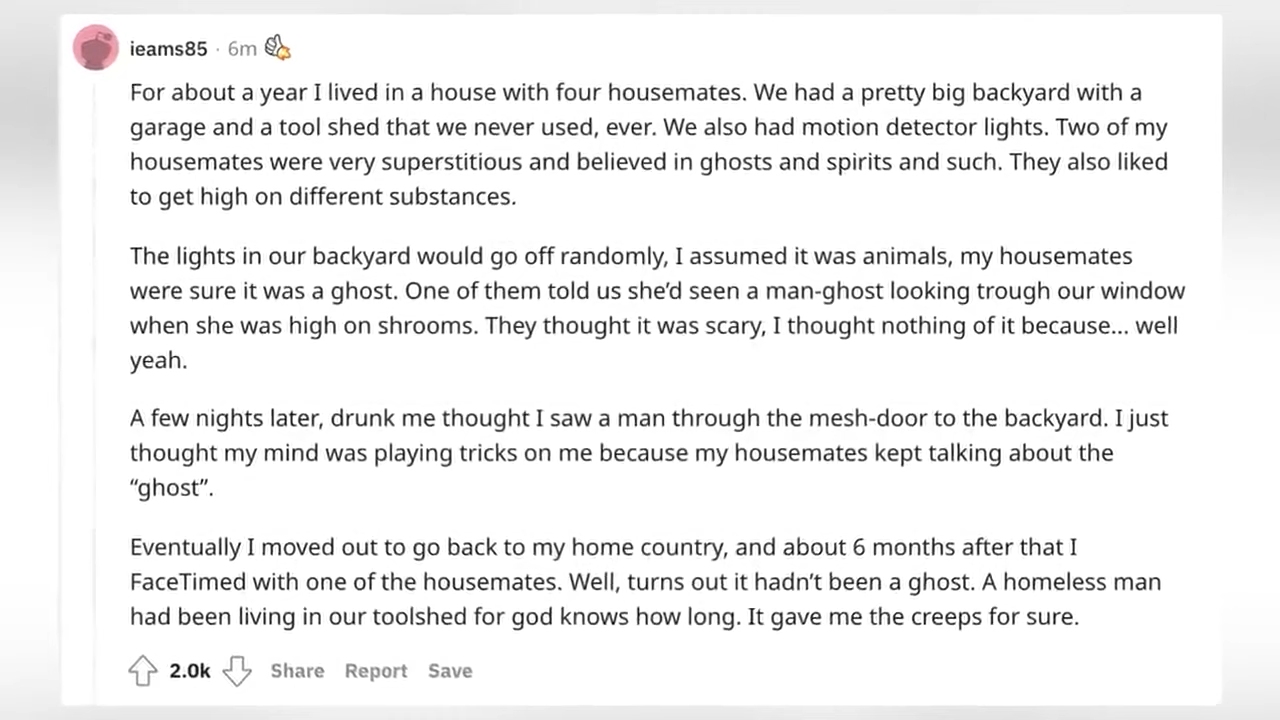 ieams85 · 6m
For about a year I lived in a house with four housemates. We had a pretty big backyard with a
garage and a tool shed that we never used, ever. We also had motion detector lights. Two of my
housemates were very superstitious and believed in ghosts and spirits and such. They also liked
to get high on different substances.
The lights in our backyard would go off randomly, I assumed it was animals, my housemates
were sure it was a ghost. One of them told us she’d seen a man-ghost looking trough our window
when she was high on shrooms. They thought it was scary, I thought nothing of it because... well
yeah.
A few nights later, drunk me thought I saw a man through the mesh-door to the backyard. I just
thought my mind was playing tricks on me because my housemates kept talking about the
“ghost”.
Eventually I moved out to go back to my home country, and about 6 months after that I
FaceTimed with one of the housemates. Well, turns out it hadn’t been a ghost. A homeless man
had been living in our toolshed for god knows how long. It gave me the creeps for sure.
2.0k Share Report Save